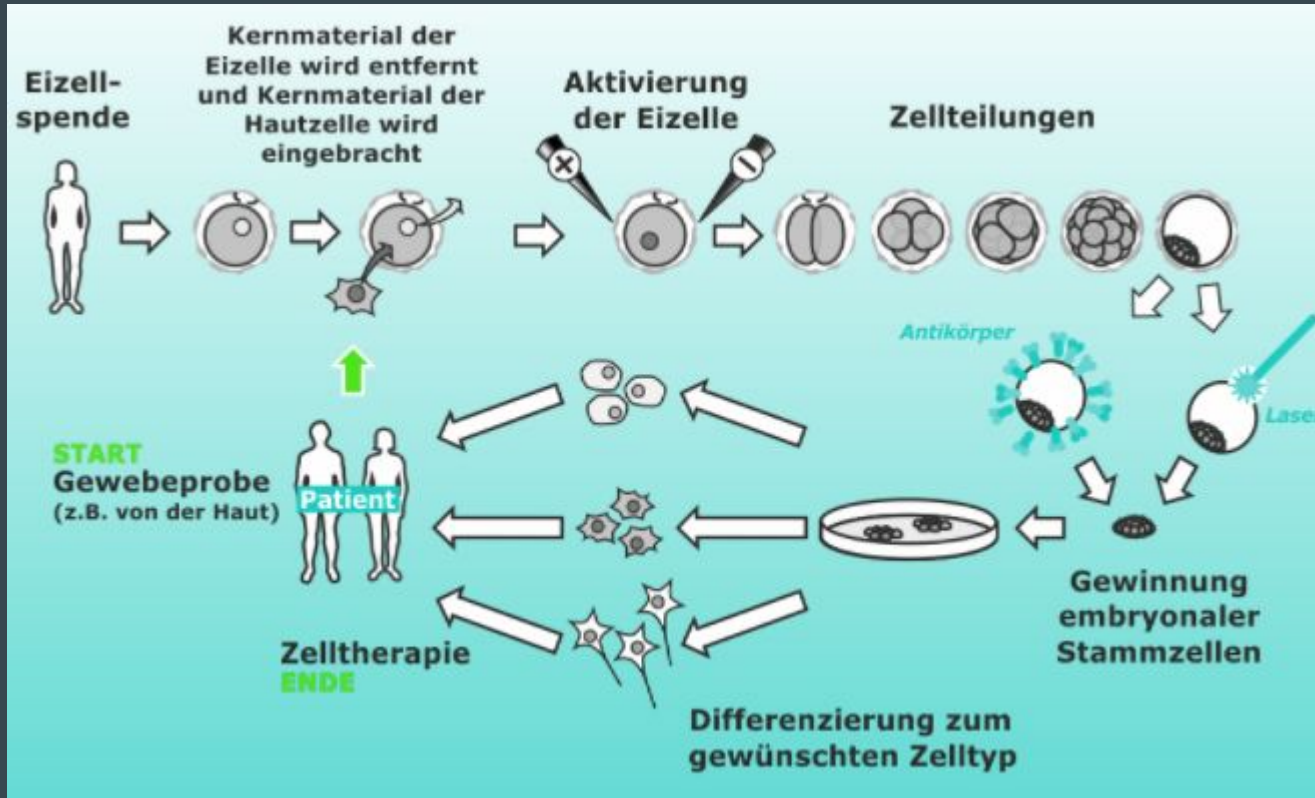 Eizell-
spende
Kernmaterial der
Eizelle wird entfernt
und Kernmaterial der
Hautzelle wird
eingebracht
Aktivierung
der Eizelle
Zellteilungen
Antikörper
Laser
START
Gewebeprobe
(z.B. von der Haut)
Patient
Zelltherapie
ENDE
Gewinnung
embryonaler
Stammzellen
Differenzierung zum
gewünschten Zelltyp